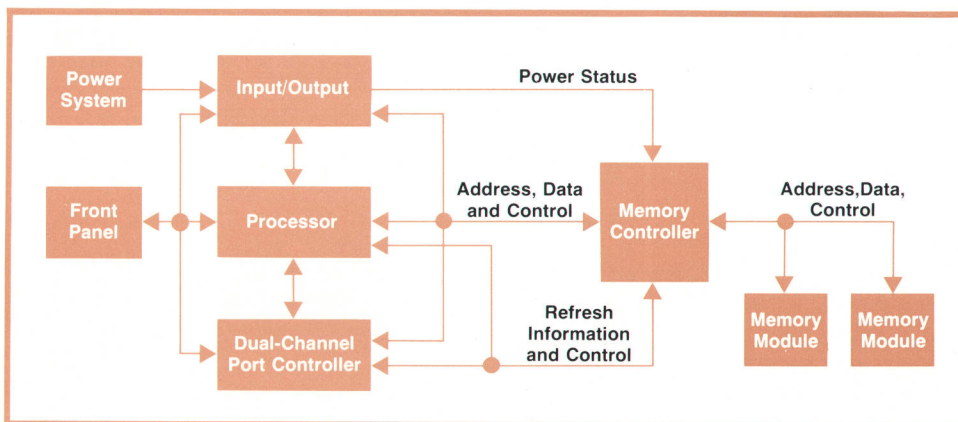 Power
System
Input/Output
Power Status
Front
Panel
Processor
Address, Data
and Control
Memory
Controller
Address,Data,
Control
Dual-Channel
Port Controller
Refresh
Information
and Control
Memory
Module
Memory
Module